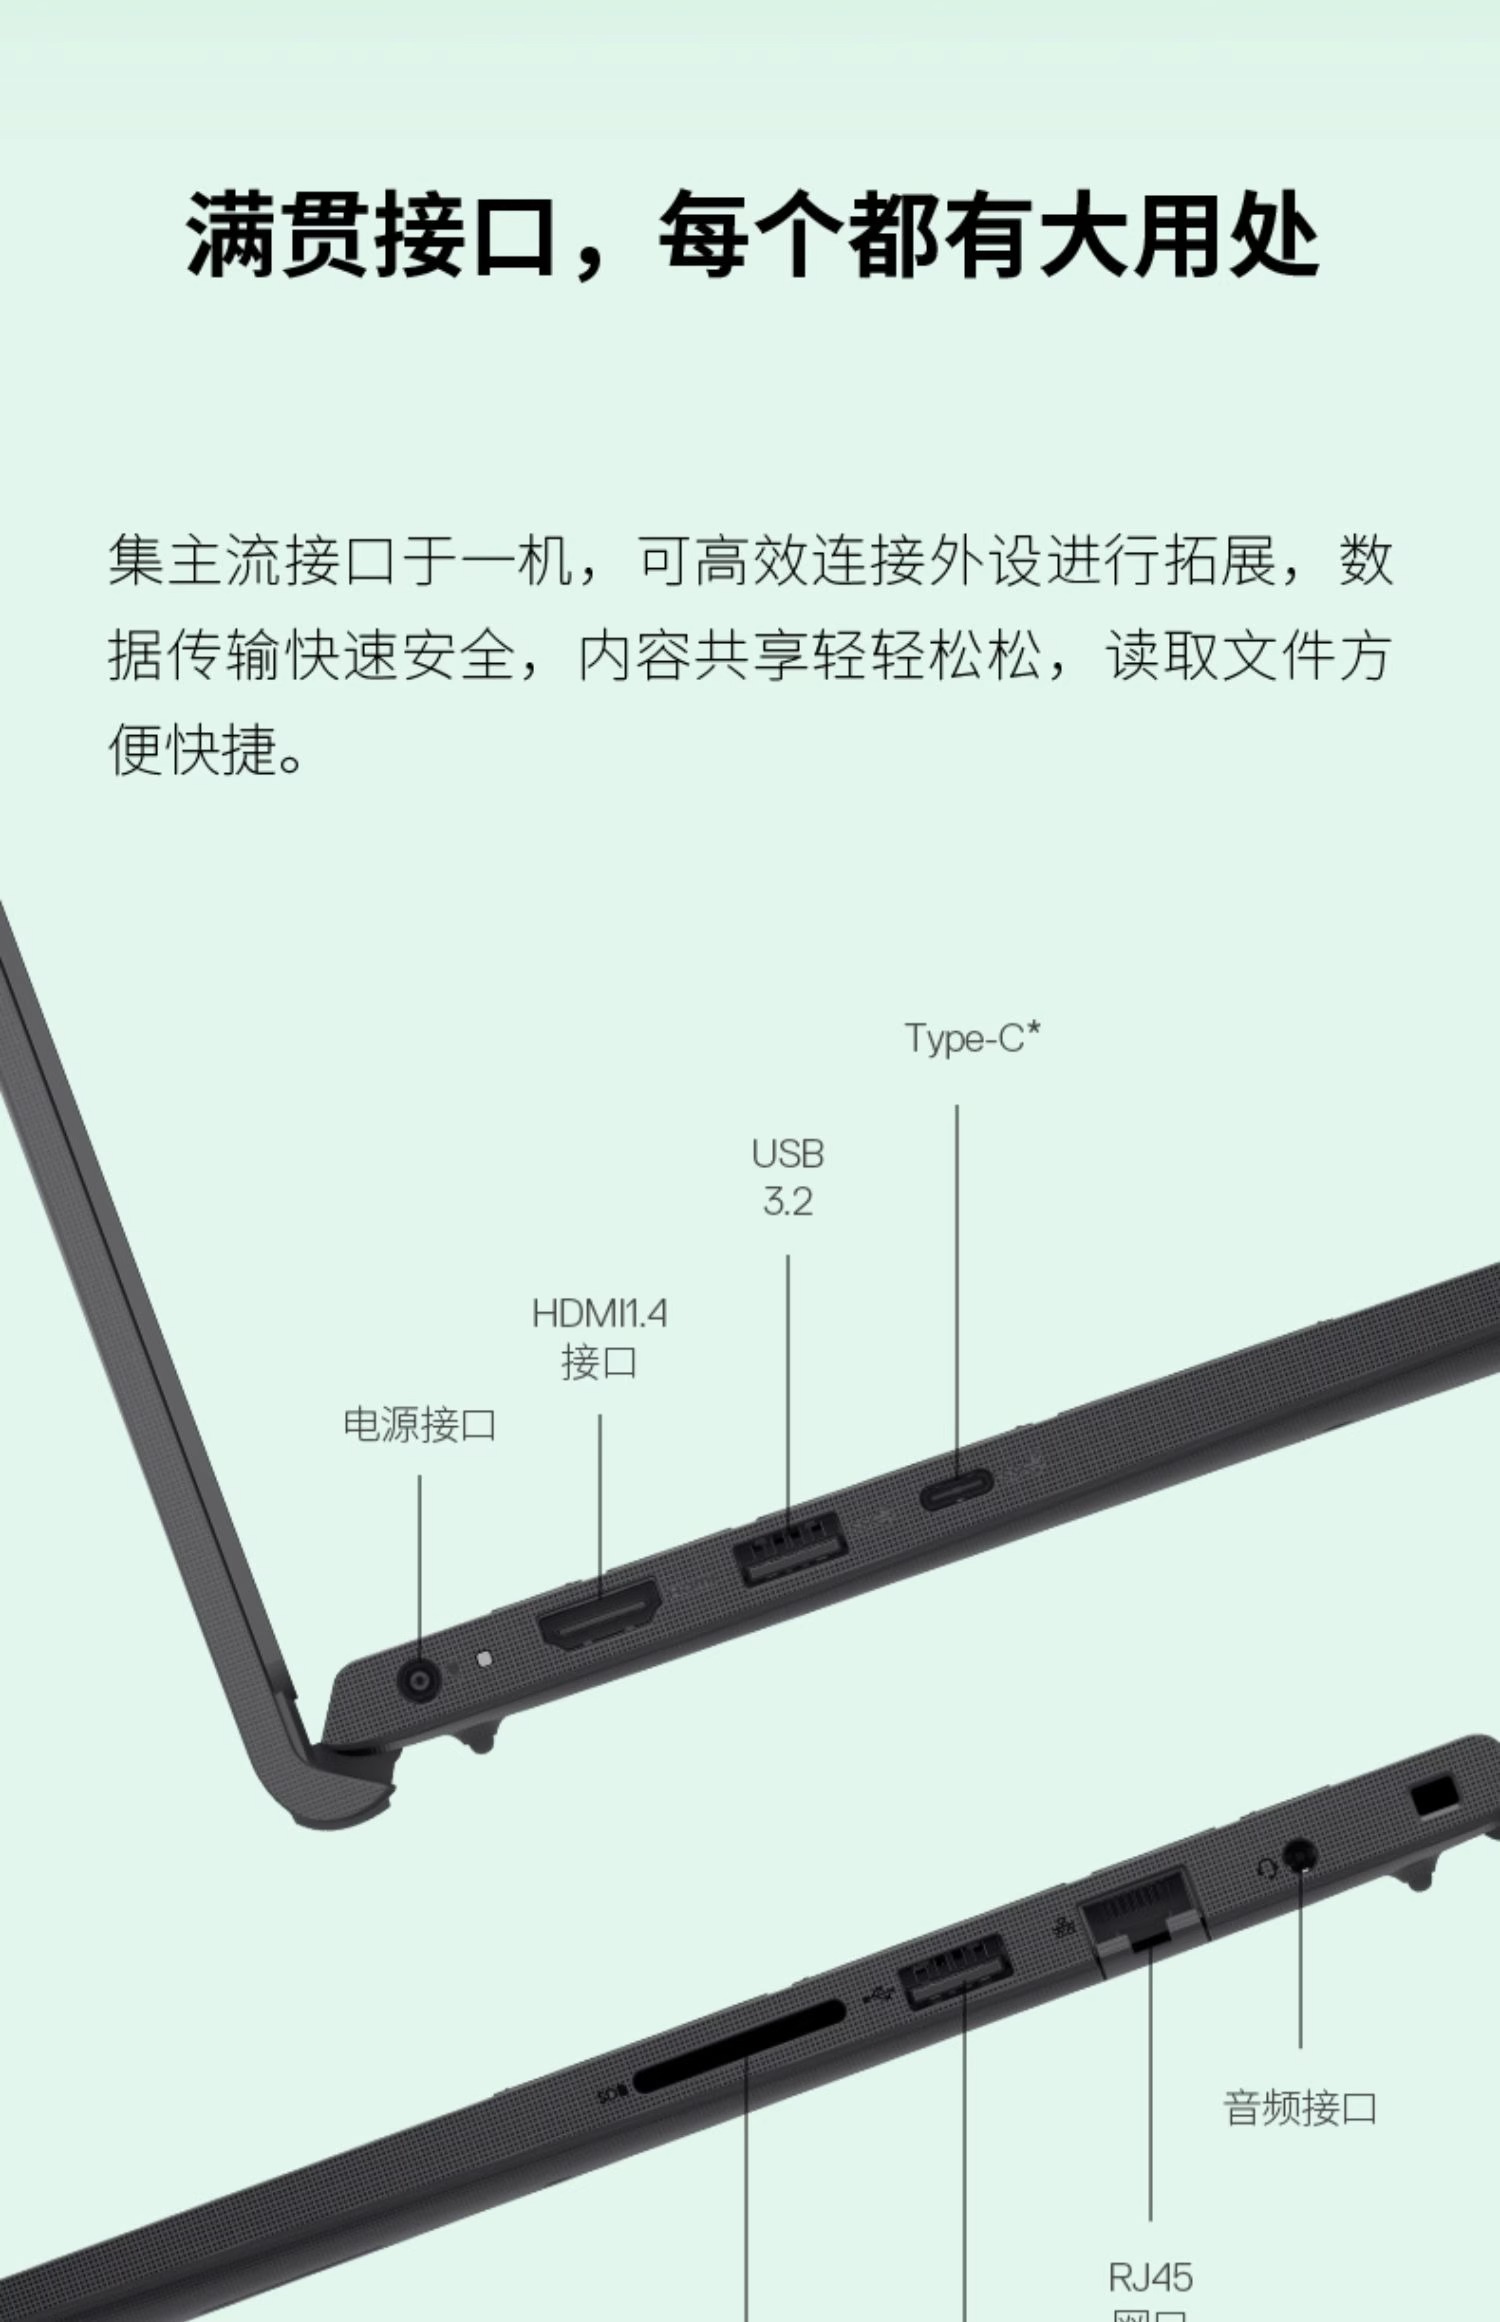 满贯接口，每个都有大用处
集主流接口于一机，可高效连接外设进行拓展，数
据传输快速安全，内容共享轻轻松松，读取文件方
便快捷。
Type-C*
USB
3.2
HDMI1.4
接口
电源接口
音频接口
RJ45
网口